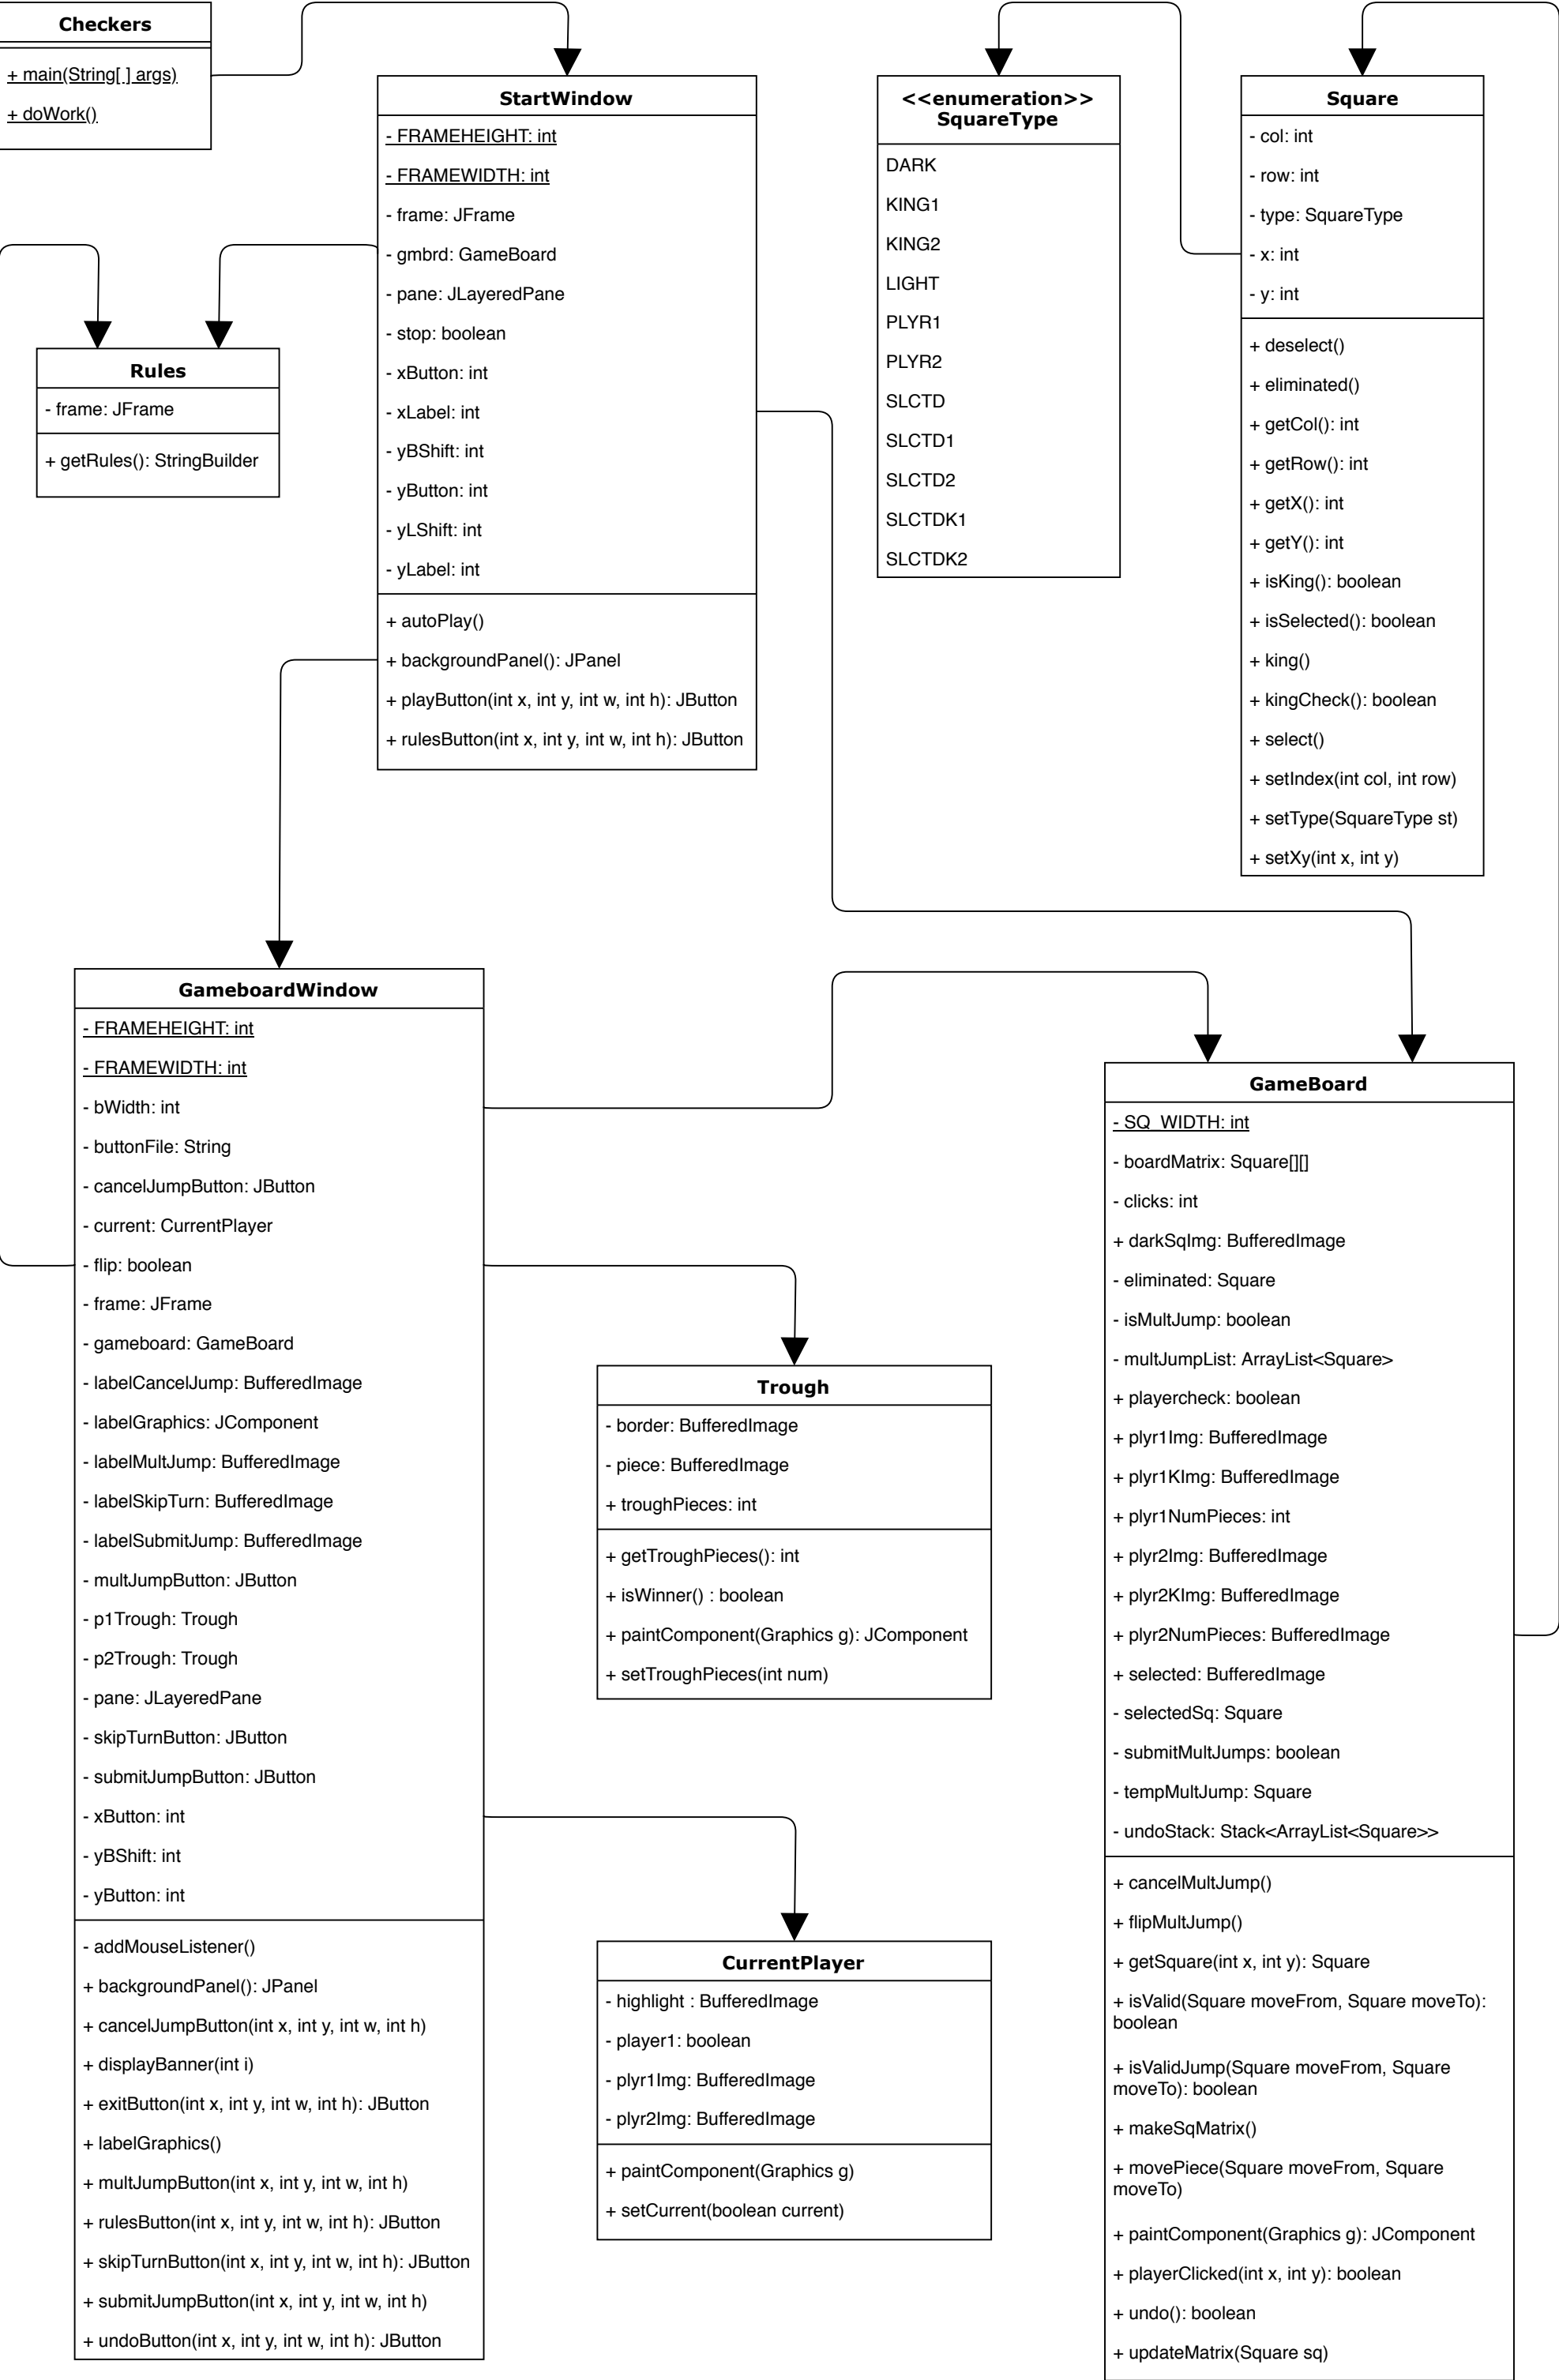 Checkers
+ main(String[ ] args)
+ doWork()
StartWindow
- FRAMEHEIGHT: int
- FRAMEWIDTH: int
- frame: JFrame
- gmbrd: GameBoard
- pane: JLayeredPane
- stop: boolean
- xButton: int
- xLabel: int
- yBShift: int
- yButton: int
- yLShift: int
- yLabel: int
+ autoPlay()
+ backgroundPanel(): JPanel
+ playButton(int x, int y, int w, int h): JButton
+ rulesButton(int x, int y, int w, int h): JButton
<<enumeration>>
SquareType
DARK
KING1
KING2
LIGHT
PLYR1
PLYR2
SLCTD
SLCTD1
SLCTD2
SLCTDK1
SLCTDK2
Square
- col: int
- row: int
- type: SquareType
- x: int
- y: int
+ deselect()
+ eliminated()
+ getCol(): int
+ getRow(): int
+ getX(): int
+ getY(): int
+ isKing(): boolean
+ isSelected(): boolean
+ king()
+ kingCheck(): boolean
+ select()
+ setIndex(int col, int row)
+ setType(SquareType st)
+ setXy(int x, int y)
Rules
- frame: JFrame
+ getRules(): StringBuilder
GameboardWindow
- FRAMEHEIGHT: int
- FRAMEWIDTH: int
- bWidth: int
- buttonFile: String
- cancelJumpButton: JButton
- current: CurrentPlayer
- flip: boolean
- frame: JFrame
- gameboard: GameBoard
- labelCancelJump: BufferedImage
- labelGraphics: JComponent
- labelMultJump: BufferedImage
- labelSkipTurn: BufferedImage
- labelSubmitJump: BufferedImage
- multJumpButton: JButton
- p1Trough: Trough
- p2Trough: Trough
- pane: JLayeredPane
- skipTurnButton: JButton
- submitJumpButton: JButton
- xButton: int
- yBShift: int
- yButton: int
- addMouseListener()
+ backgroundPanel(): JPanel
+ cancelJumpButton(int x, int y, int w, int h)
+ displayBanner(int i)
+ exitButton(int x, int y, int w, int h): JButton
+ labelGraphics()
+ multJumpButton(int x, int y, int w, int h)
+ rulesButton(int x, int y, int w, int h): JButton
+ skipTurnButton(int x, int y, int w, int h): JButton
+ submitJumpButton(int x, int y, int w, int h)
+ undoButton(int x, int y, int w, int h): JButton
Trough
- border: BufferedImage
- piece: BufferedImage
+ troughPieces: int
+ getTroughPieces(): int
+ isWinner() : boolean
+ paintComponent(Graphics g): JComponent
+ setTroughPieces(int num)
CurrentPlayer
- highlight : BufferedImage
- player1: boolean
- plyr1Img: BufferedImage
- plyr2Img: BufferedImage
+ paintComponent(Graphics g)
+ setCurrent(boolean current)
GameBoard
- SQ_WIDTH: int
- boardMatrix: Square[][]
- clicks: int
+ darkSqImg: BufferedImage
- eliminated: Square
- isMultJump: boolean
- multJumpList: ArrayList<Square>
+ playercheck: boolean
+ plyr1Img: BufferedImage
+ plyr1KImg: BufferedImage
+ plyr1NumPieces: int
+ plyr2Img: BufferedImage
+ plyr2KImg: BufferedImage
+ plyr2NumPieces: BufferedImage
+ selected: BufferedImage
- selectedSq: Square
- submitMultJumps: boolean
- tempMultJump: Square
- undoStack: Stack<ArrayList<Square>>
+ cancelMultJump()
+ flipMultJump()
+ getSquare(int x, int y): Square
+ isValid(Square moveFrom, Square moveTo):
boolean
+ isValidJump(Square moveFrom, Square
moveTo): boolean
+ makeSqMatrix()
+ movePiece(Square moveFrom, Square
moveTo)
+ paintComponent(Graphics g): JComponent
+ playerClicked(int x, int y): boolean
+ undo(): boolean
+ updateMatrix(Square sq)